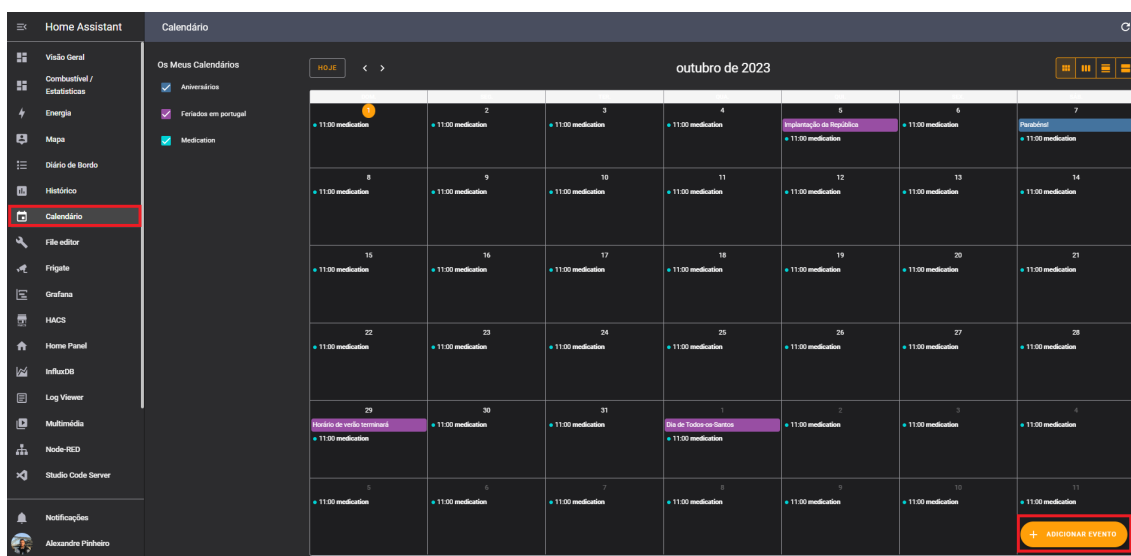 Home Assistant
Calendário
Visão Geral
Combustível /
Estatisticas
Energia
Mapa
Diário de Bordo
Histórico
Calendário
File editor
Frigate
Grafana
HACS
Home Panel
InfluxDB
Log Viewer
Multimédia
Node-RED
Studio Code Server
Notificações
Alexandre Pinheiro
Os Meus Calendários
Aniversários
Feriados em portugal
Medication
HOJE
outubro de 2023
1 2 3 4 5 6 7
Implantação da República Parabéns!
11:00 medication 11:00 medication 11:00 medication 11:00 medication 11:00 medication 11:00 medication 11:00 medication
8 9 10 11 12 13 14
11:00 medication 11:00 medication 11:00 medication 11:00 medication 11:00 medication 11:00 medication 11:00 medication
15 16 17 18 19 20 21
11:00 medication 11:00 medication 11:00 medication 11:00 medication 11:00 medication 11:00 medication 11:00 medication
22 23 24 25 26 27 28
11:00 medication 11:00 medication 11:00 medication 11:00 medication 11:00 medication 11:00 medication 11:00 medication
29 30 31 1 2 3 4
Horário de verão terminará Dia de Todos-os-Santos
11:00 medication 11:00 medication 11:00 medication 11:00 medication 11:00 medication 11:00 medication 11:00 medication
5 6 7 8 9 10 11
11:00 medication 11:00 medication 11:00 medication 11:00 medication 11:00 medication 11:00 medication 11:00 medication
+ ADICIONAR EVENTO